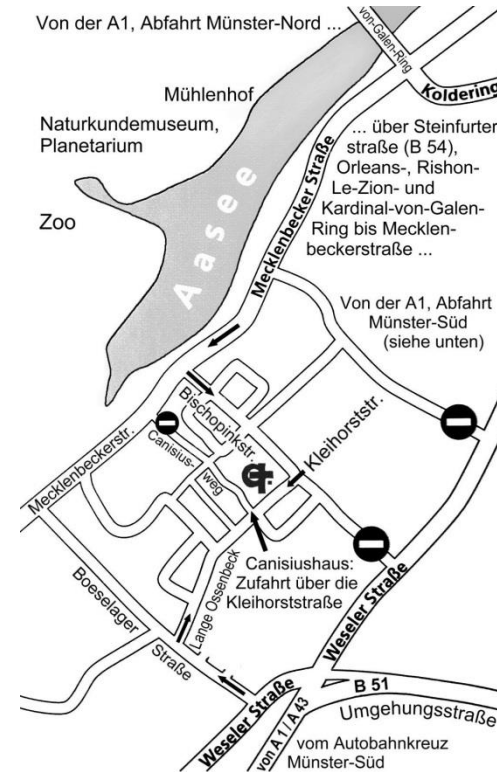 Von der A1, Abfahrt Münster-Nord ...
von-Galen-Ring
Koldering
Mühlenhof
Naturkundemuseum,
Planetarium
... über Steinfurter
straße (B 54),
Orleans-, Rishon-
Le-Zion- und
Kardinal-von-Galen-
Ring bis Mecklen-
beckerstraße ...
Zoo
Aasee
Mecklenbecker Straße
Von der A1, Abfahrt
Münster-Süd
(siehe unten)
Bischopinkstr.
Kleihorststr.
Canisius-
weg
Mecklenbeckerstr.
Canisiushaus:
Zufahrt über die
Kleihorststraße
Lange Ossenbeck
Boeselager
Straße
Weseler Straße
Weseler Straße
B 51
Umgehungsstraße
von A 1 / A 43
vom Autobahnkreuz
Münster-Süd